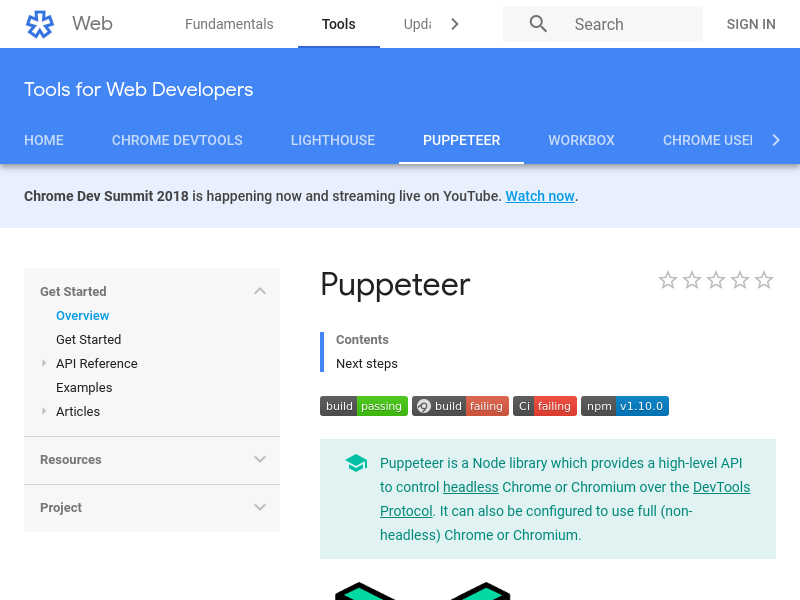 Web
Fundamentals
Tools
Upda
Search
SIGN IN
Tools for Web Developers
HOME
CHROME DEVTOOLS
LIGHTHOUSE
PUPPETEER
WORKBOX
CHROME USE
Chrome Dev Summit 2018 is happening now and streaming live on YouTube. Watch now.
Get Started
Overview
Get Started
API Reference
Examples
Articles
Resources
Project
Puppeteer
Contents
Next steps
build passing
build failing
Ci failing
npm v1.10.0
Puppeteer is a Node library which provides a high-level API
to control headless Chrome or Chromium over the DevTools
Protocol. It can also be configured to use full (non-
headless) Chrome or Chromium.